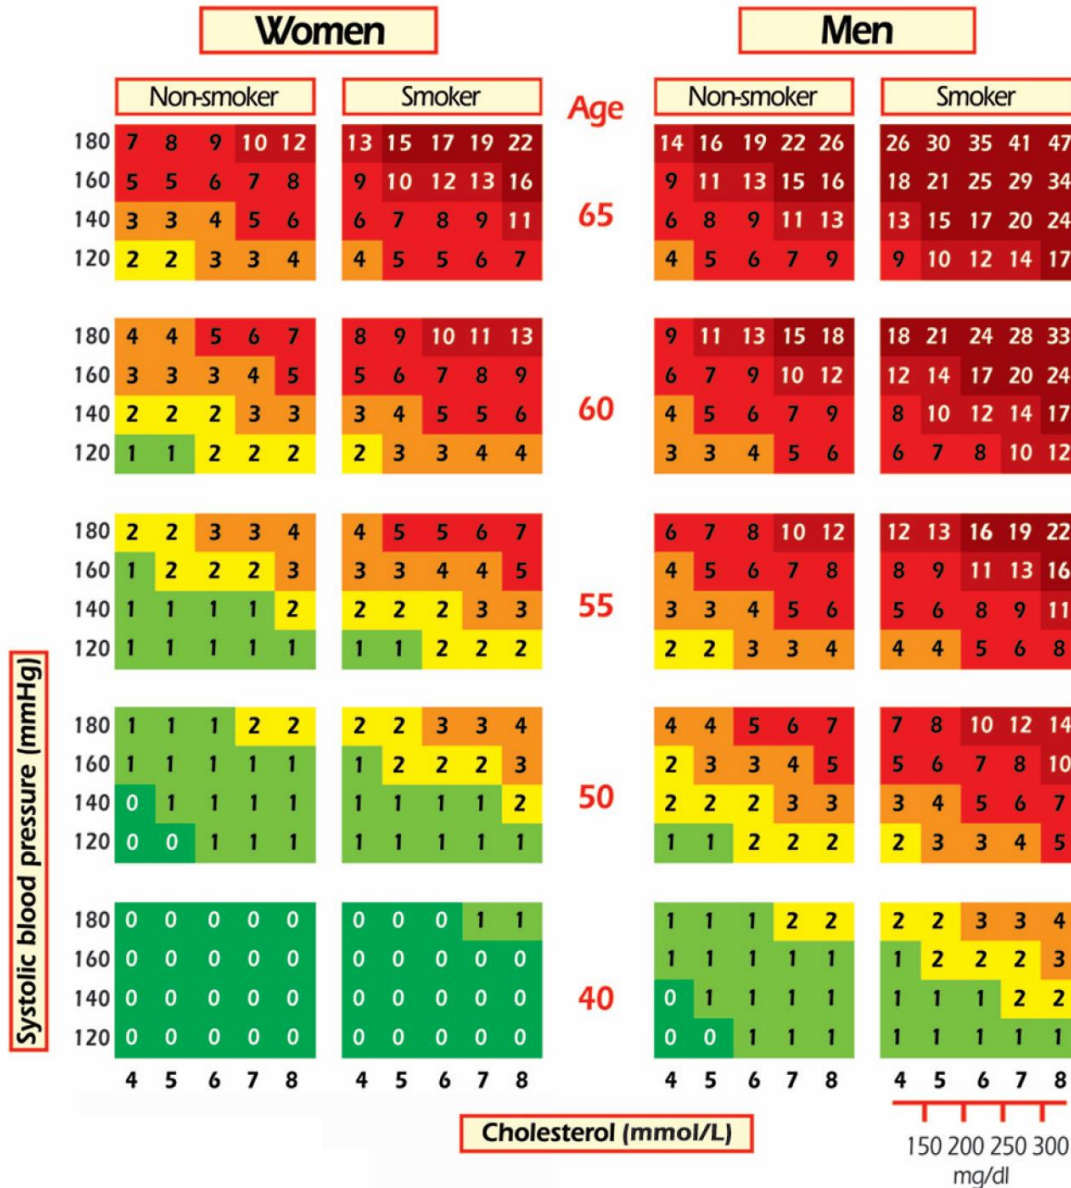 Women Men
Non-smoker Smoker Age Non-smoker Smoker
180 7 8 9 10 12 13 15 17 19 22 14 16 19 22 26 26 30 35 41 47
160 5 5 6 7 8 9 10 12 13 16 9 11 13 15 16 18 21 25 29 34
65
140 3 3 4 5 6 6 7 8 9 11 6 8 9 11 13 13 15 17 20 24
120 2 2 3 3 4 4 5 5 6 7 4 5 6 7 9 9 10 12 14 17
180 4 4 5 6 7 8 9 10 11 13 9 11 13 15 18 18 21 24 28 33
160 3 3 3 4 5 5 6 7 8 9 6 7 9 10 12 12 14 17 20 24
60
140 2 2 2 3 3 3 4 5 5 6 4 5 6 7 9 8 10 12 14 17
120 1 1 2 2 2 2 3 3 4 4 3 3 4 5 6 6 7 8 10 12
180 2 2 3 3 4 4 5 5 6 7 6 7 8 10 12 12 13 16 19 22
160 1 2 2 2 3 3 3 4 4 5 4 5 6 7 8 8 9 11 13 16
55
140 1 1 1 1 2 2 2 2 3 3 3 3 4 5 6 5 6 8 9 11
120 1 1 1 1 1 1 1 2 2 2 2 2 3 3 4 4 4 5 6 8
180 1 1 1 2 2 2 2 3 3 4 4 4 5 6 7 7 8 10 12 14
160 1 1 1 1 1 1 2 2 2 3 2 3 3 4 5 5 6 7 8 10
50
140 0 1 1 1 1 1 1 1 1 2 2 2 2 3 3 3 4 5 6 7
120 0 0 1 1 1 1 1 1 1 1 1 1 2 2 2 2 3 3 4 5
180 0 0 0 0 0 0 0 0 1 1 1 1 1 2 2 2 2 3 3 4
160 0 0 0 0 0 0 0 0 0 0 1 1 1 1 1 1 2 2 2 3
40
140 0 0 0 0 0 0 0 0 0 0 0 1 1 1 1 1 1 1 2 2
120 0 0 0 0 0 0 0 0 0 0 0 0 1 1 1 1 1 1 1 1
4 5 6 7 8 4 5 6 7 8 4 5 6 7 8 4 5 6 7 8
Systolic blood pressure (mmHg)
Cholesterol (mmol/L)
150 200 250 300
mg/dl